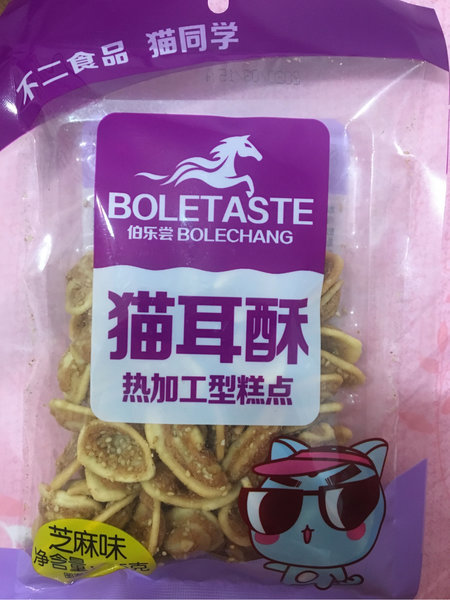 不二食品 猫同学
BOLETASTE
伯乐尝 BOLECHANG
猫耳酥
热加工型糕点
芝麻味
净含量:
克